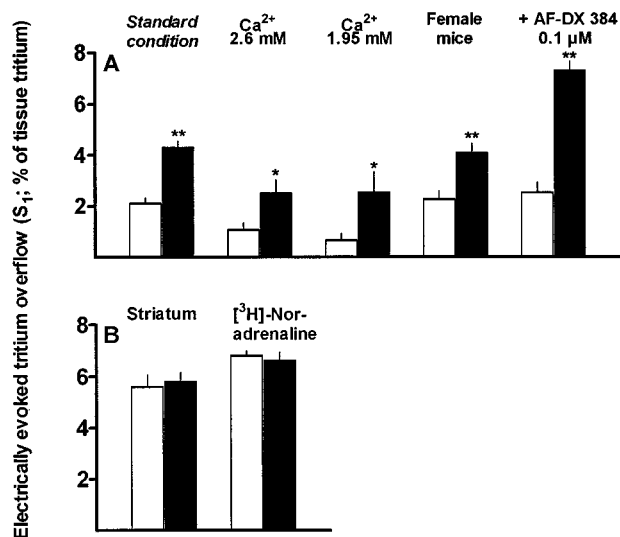 Electrically evoked tritium overflow (S₁; % of tissue tritium)
Standard condition
Ca²⁺ 2.6 mM
Ca²⁺ 1.95 mM
Female mice
+ AF-DX 384 0.1 μM
A
8
6
4
2
**
*
*
**
**
B
Striatum
[³H]-Nor-
adrenaline
8
6
4
2